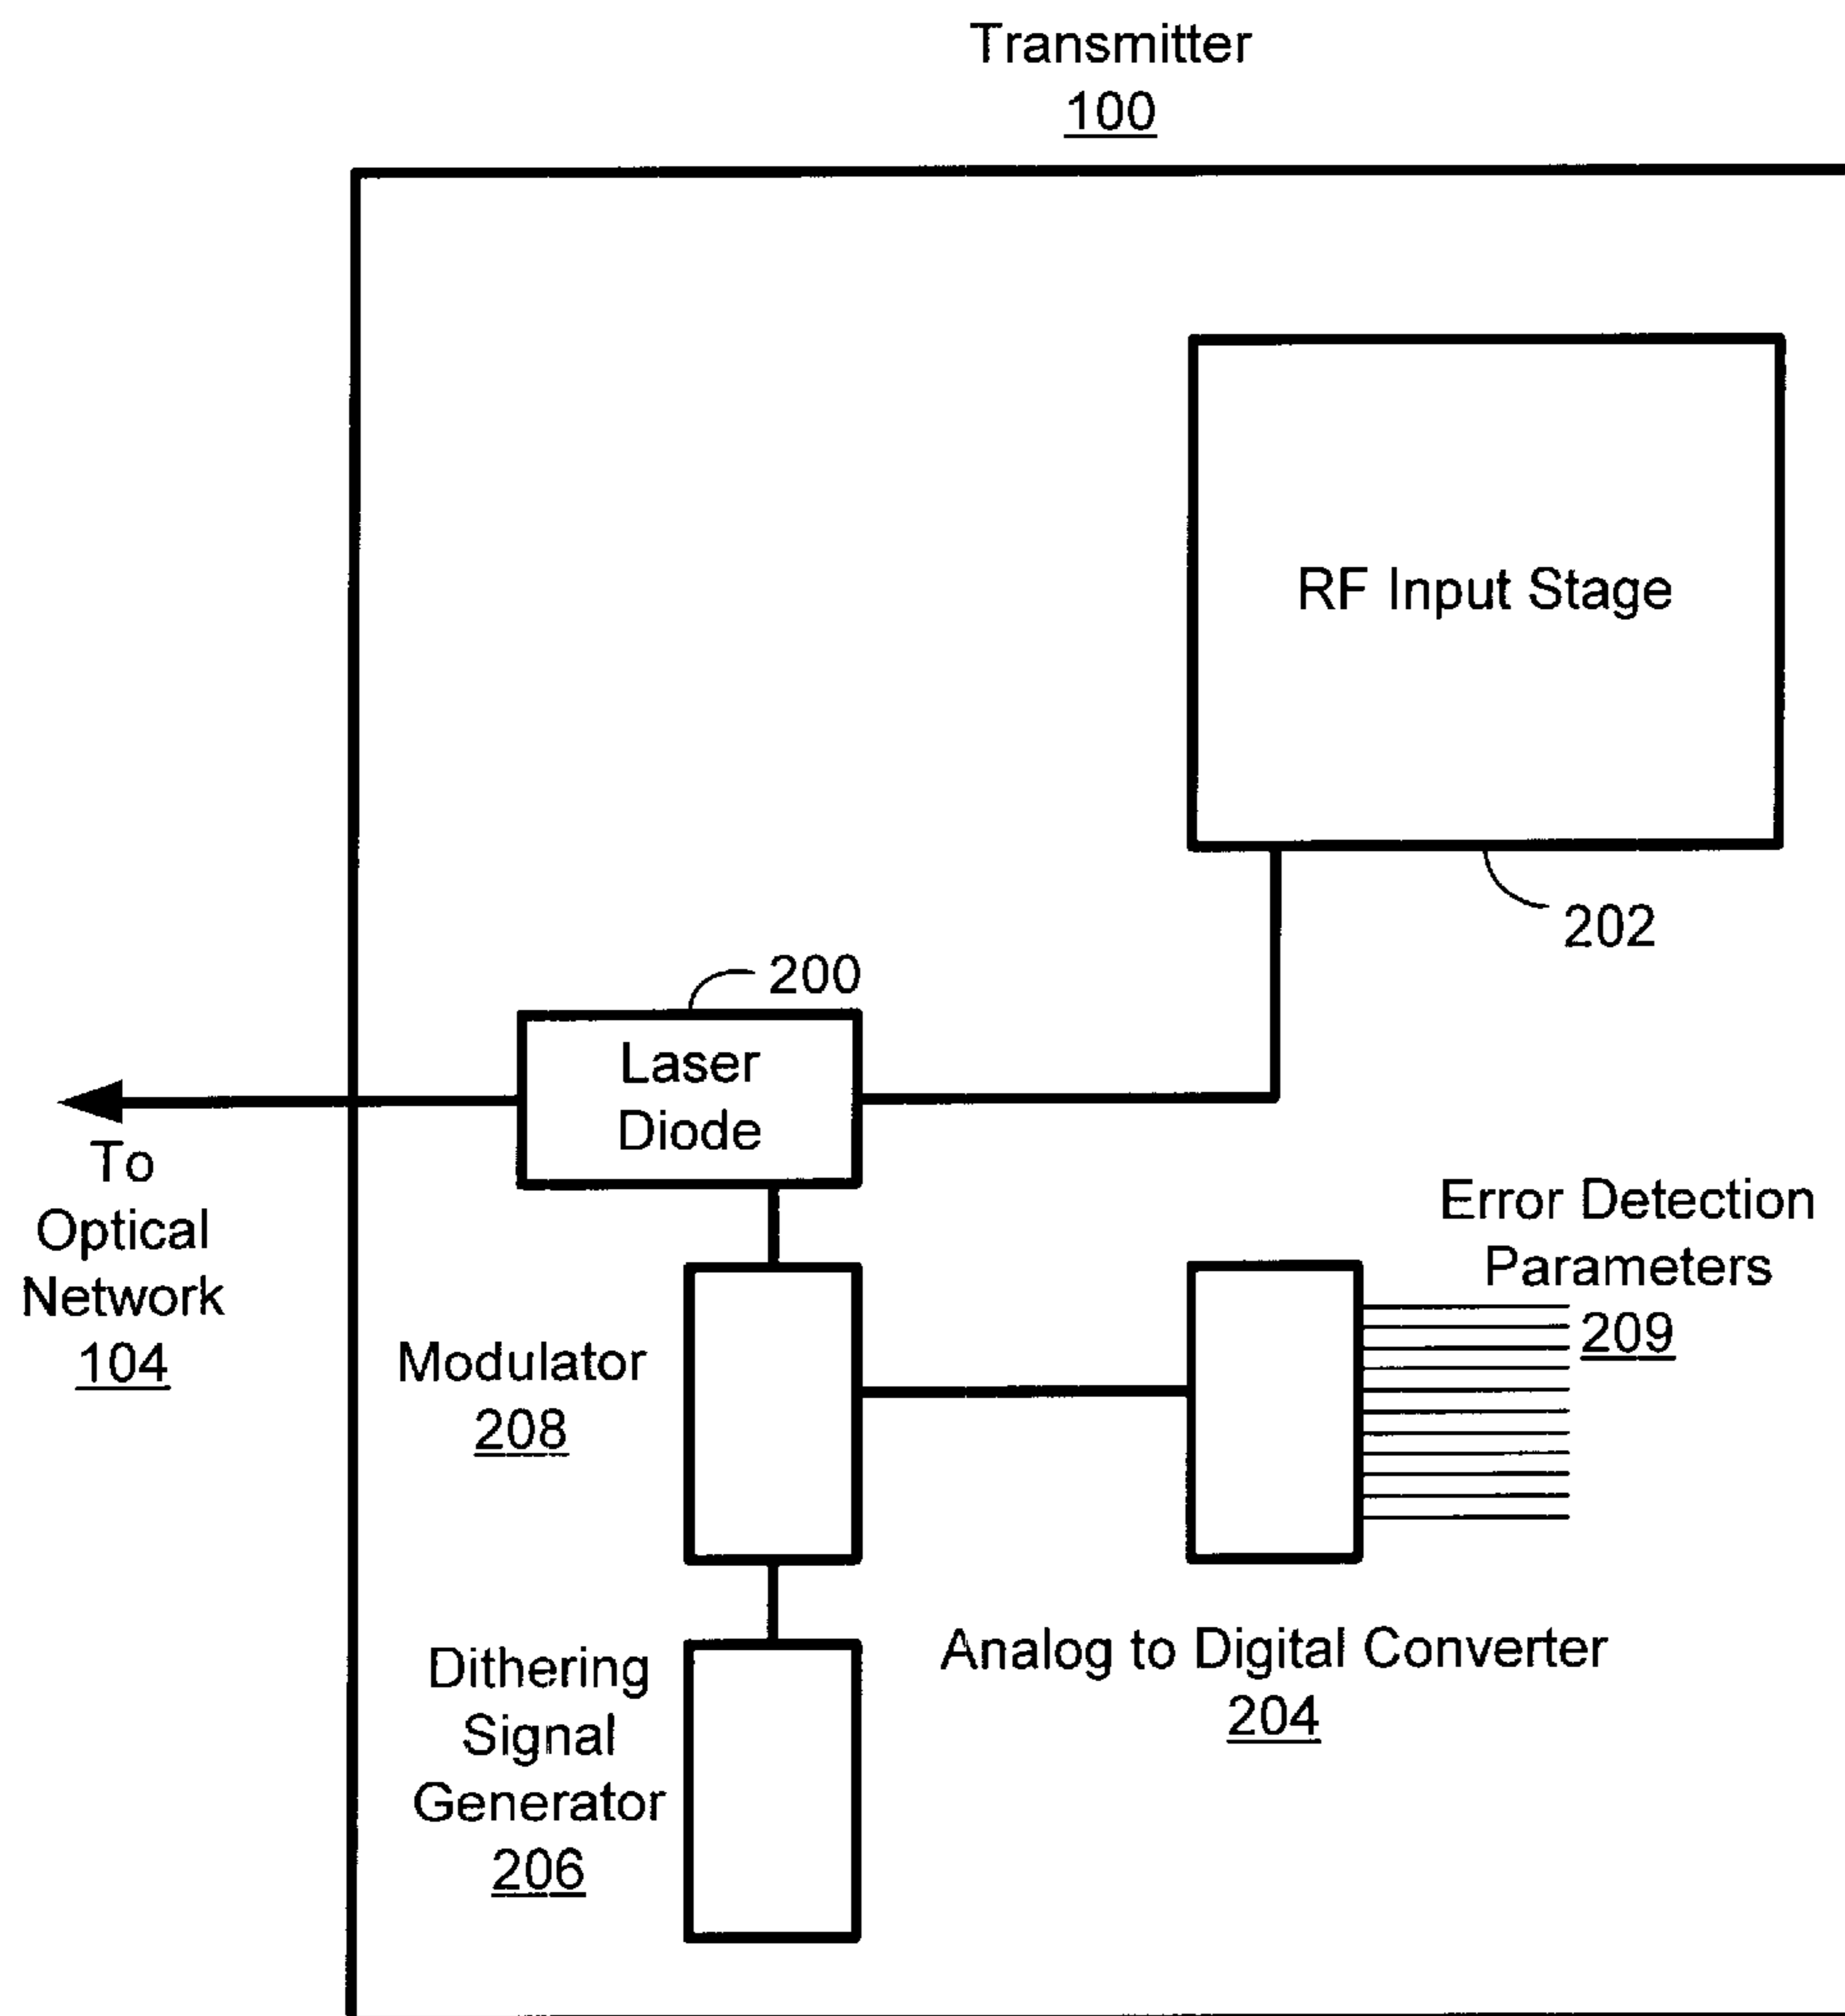 Transmitter
100
RF Input Stage
202
200
Laser
Diode
To
Optical
Network
104
Error Detection
Parameters
209
Modulator
208
Analog to Digital Converter
204
Dithering
Signal
Generator
206